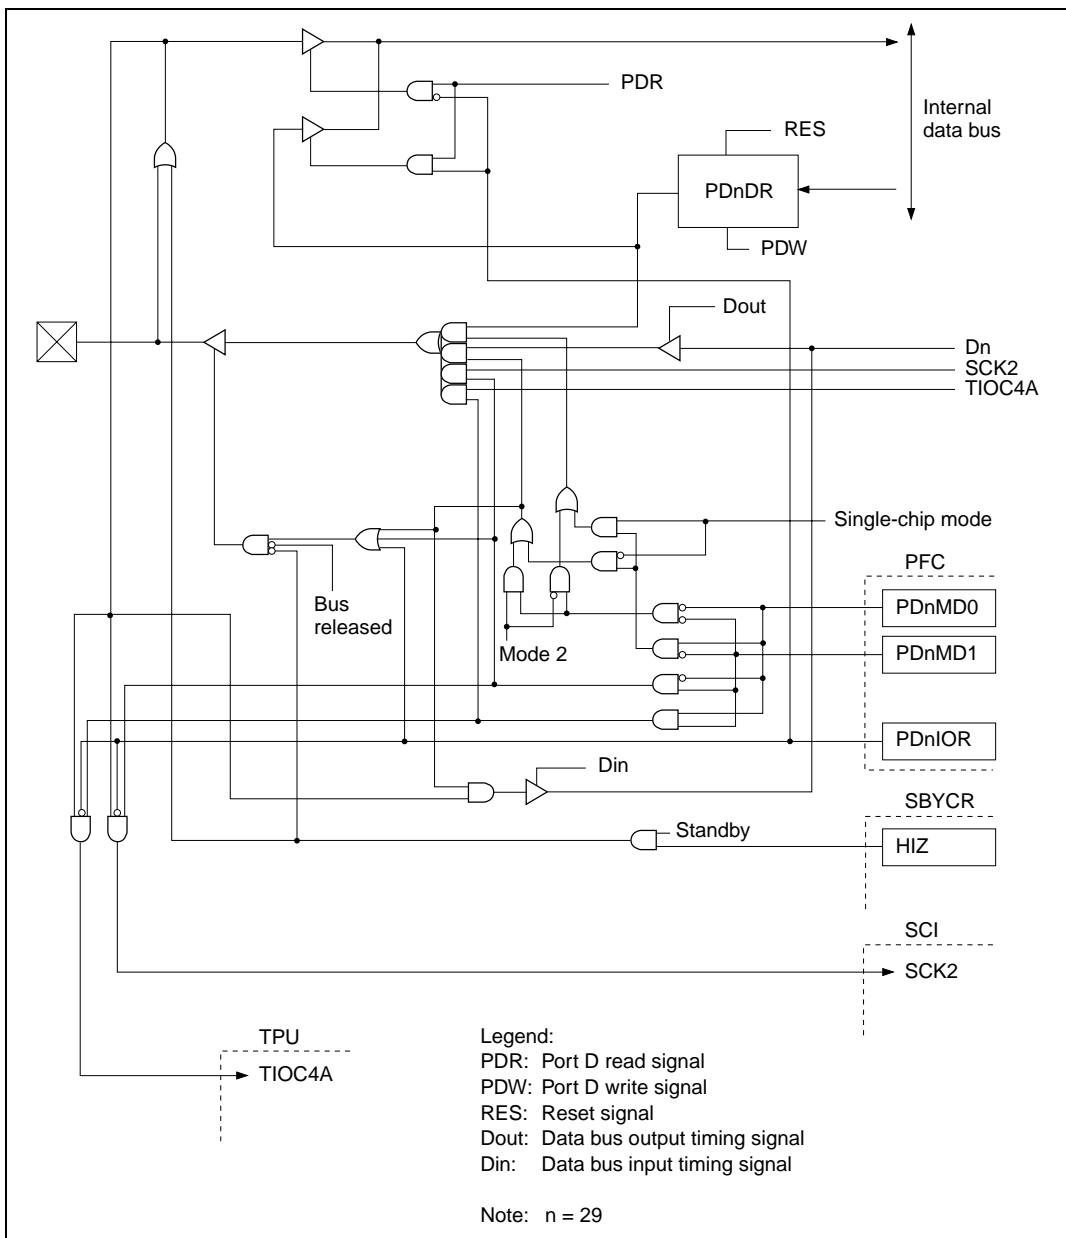 PDR
Internal
data bus
RES
PDnDR
PDW
Dout
Dn
SCK2
TIOC4A
Single-chip mode
PFC
PDnMD0
Bus
released
Mode 2
PDnMD1
PDnIOR
Din
SBYCR
Standby
HIZ
SCI
SCK2
TPU
TIOC4A
Legend:
PDR: Port D read signal
PDW: Port D write signal
RES: Reset signal
Dout: Data bus output timing signal
Din: Data bus input timing signal
Note: n = 29